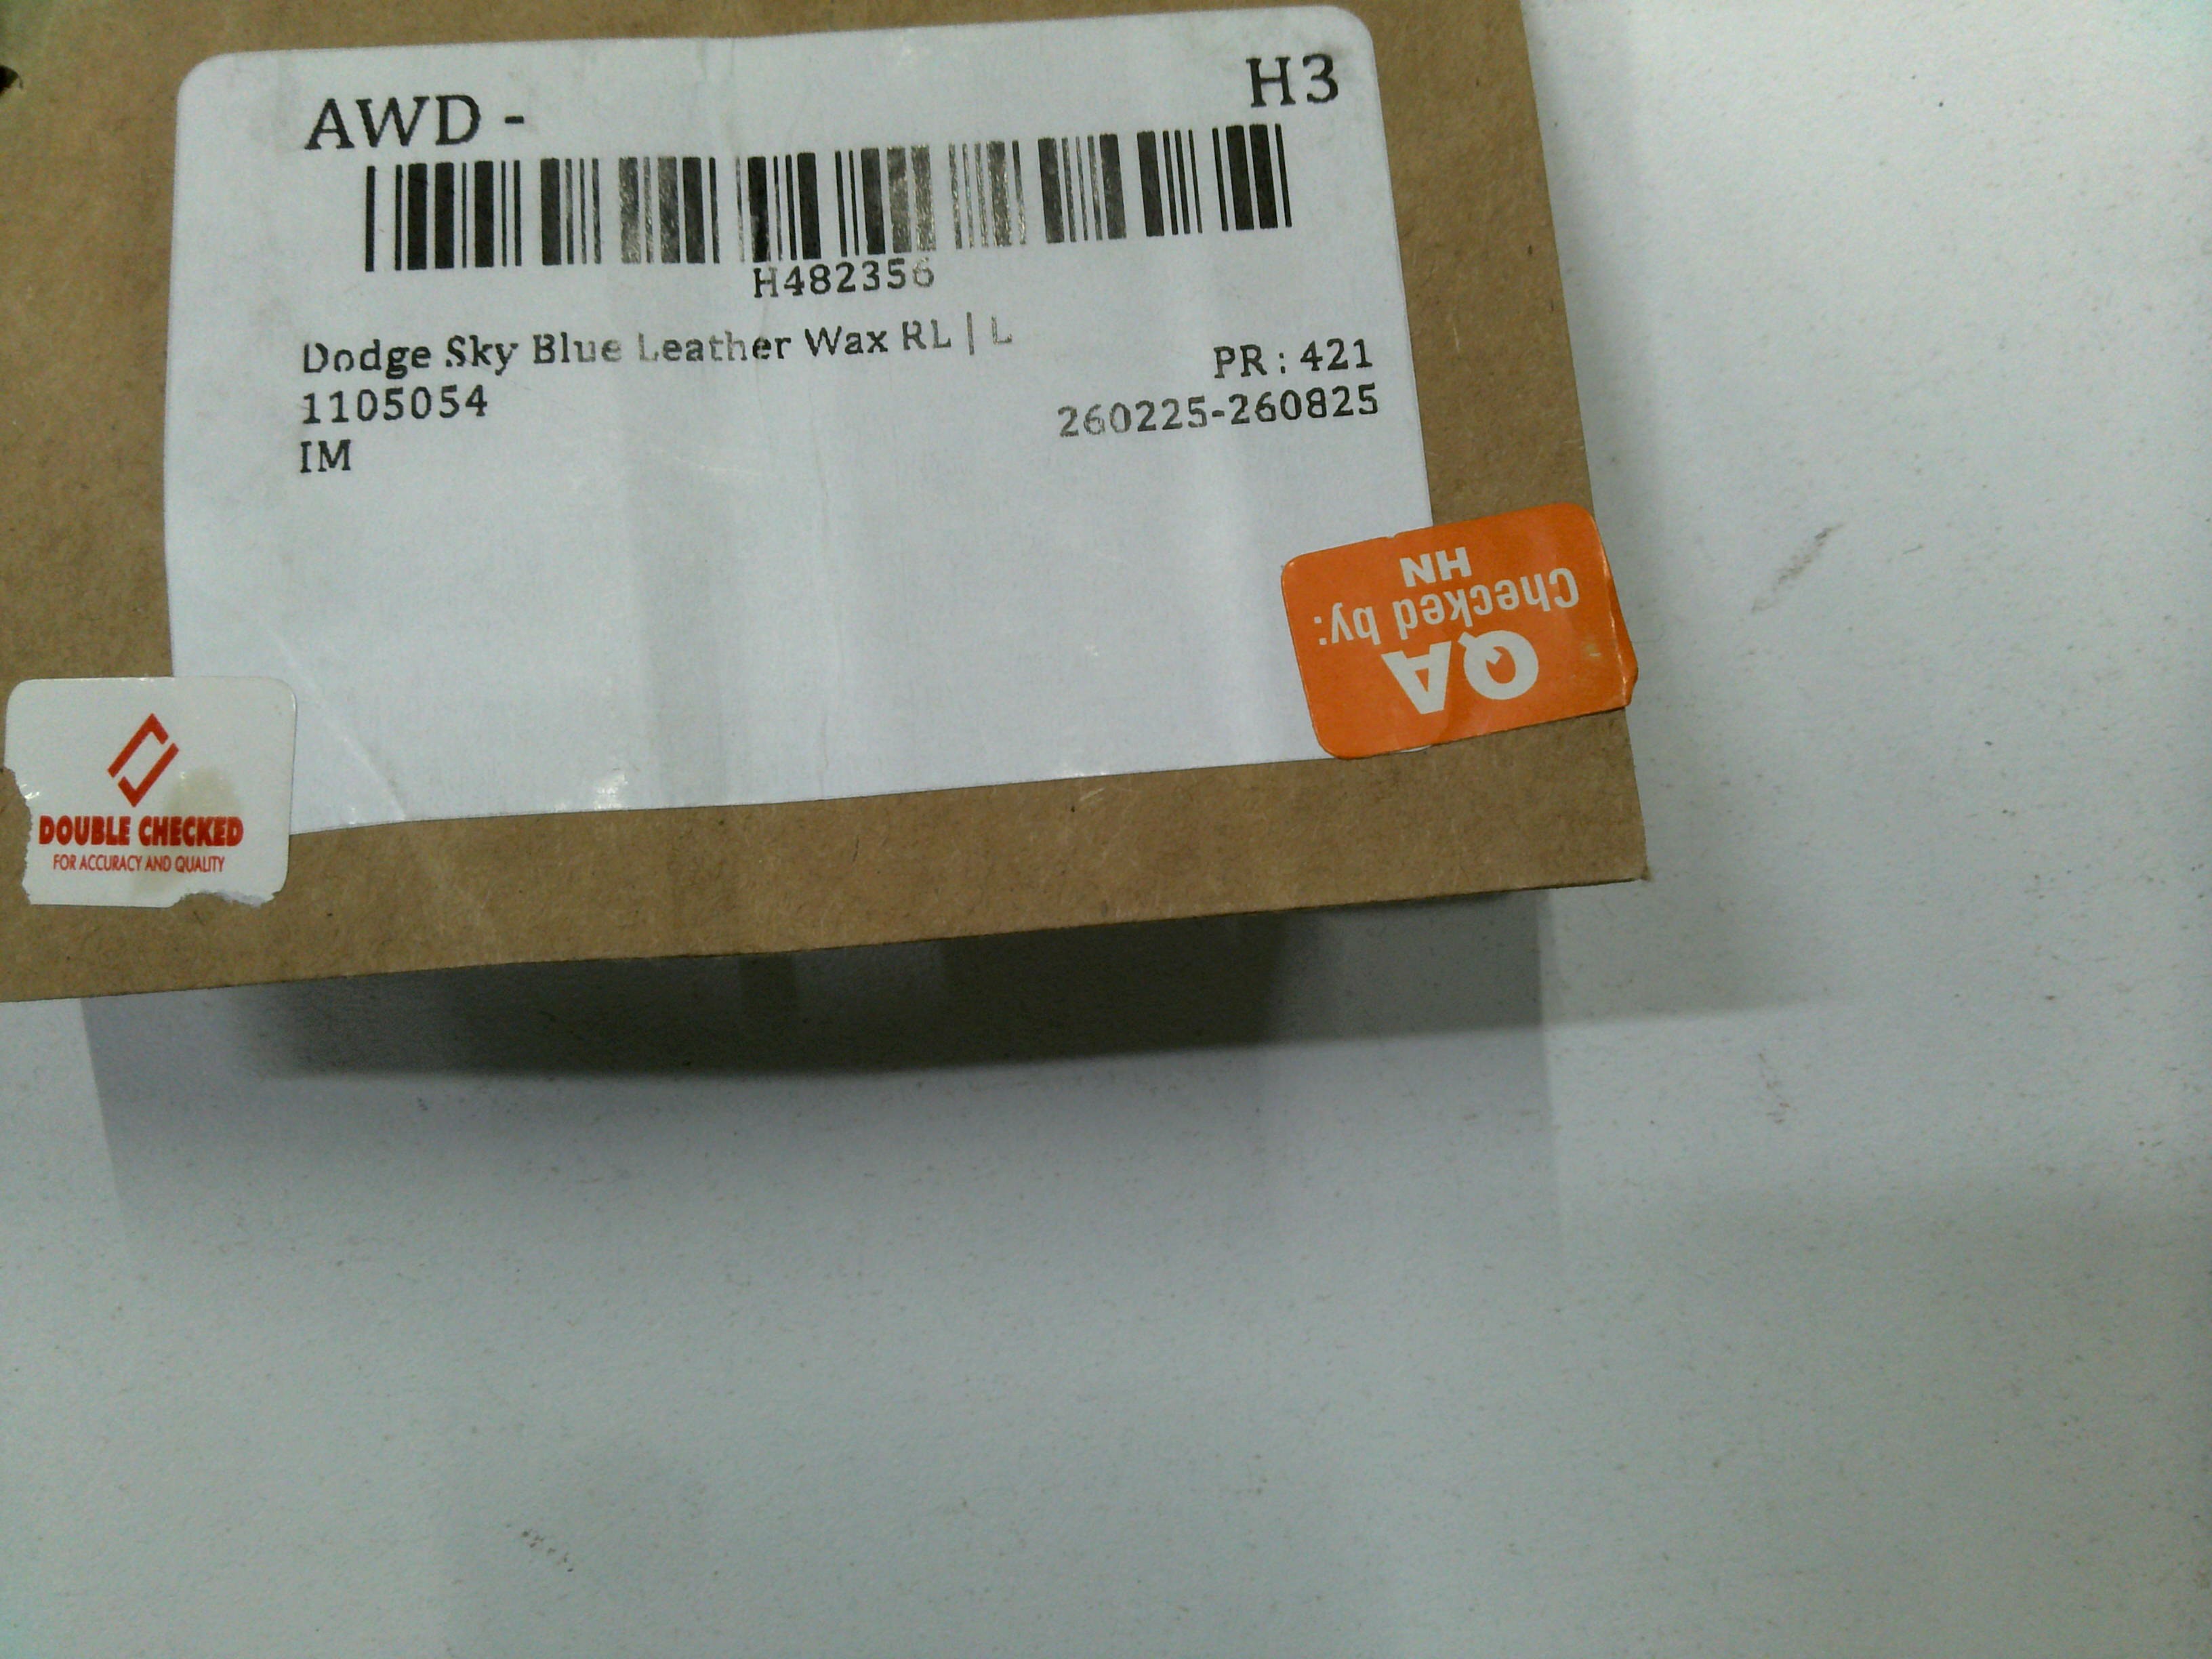 AWD - H3
H482356
Dodge Sky Blue Leather Wax RL | L
PR : 421
1105054
260225-260825
IM
QA
Checked by:
HN
DOUBLE CHECKED
FOR ACCURACY AND QUALITY